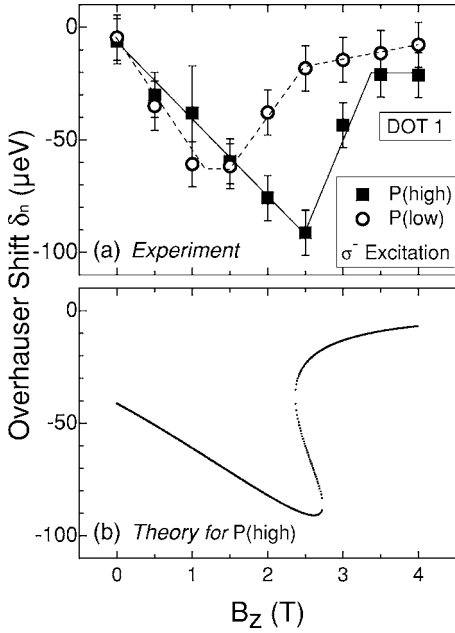 0
-50
-100
DOT 1
P(high)
P(low)
σ⁻ Excitation
(a) Experiment
Overhauser Shift δn (µeV)
0
-50
-100
(b) Theory for P(high)
0 1 2 3 4
BZ (T)